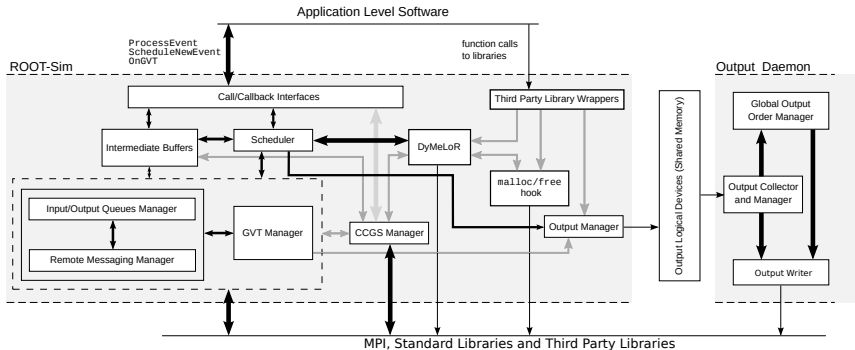 Application Level Software
ProcessEvent
ScheduleNewEvent
OnGVT
function calls
to libraries
ROOT-Sim
Output Daemon
Call/Callback Interfaces
Third Party Library Wrappers
Global Output
Order Manager
Intermediate Buffers
Scheduler
DyMeLoR
malloc/free
hook
Output Logical Devices (Shared Memory)
Output Collector
and Manager
Input/Output Queues Manager
GVT Manager
CCGS Manager
Output Manager
Remote Messaging Manager
Output Writer
MPI, Standard Libraries and Third Party Libraries